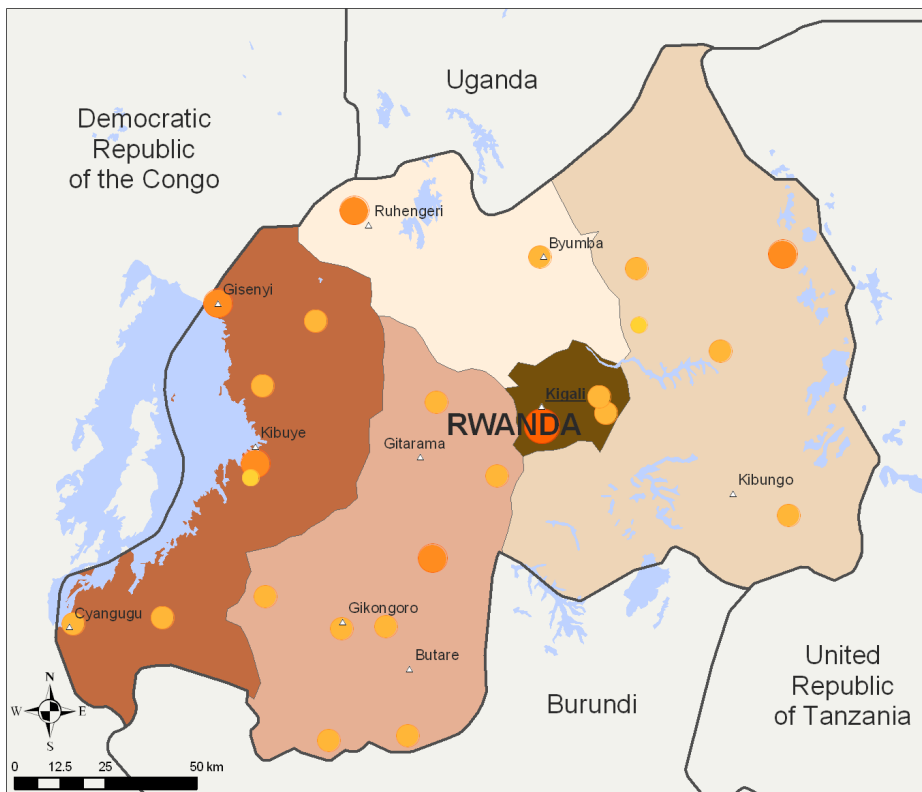 Uganda
Democratic
Republic
of the Congo
Ruhengeri
Byumba
Gisenyi
Kigali
RWANDA
Kibuye
Gitarama
Kibungo
Cyangugu
Gikongoro
Butare
United
Republic
of Tanzania
Burundi
N
W E
S
0 12.5 25 50 km